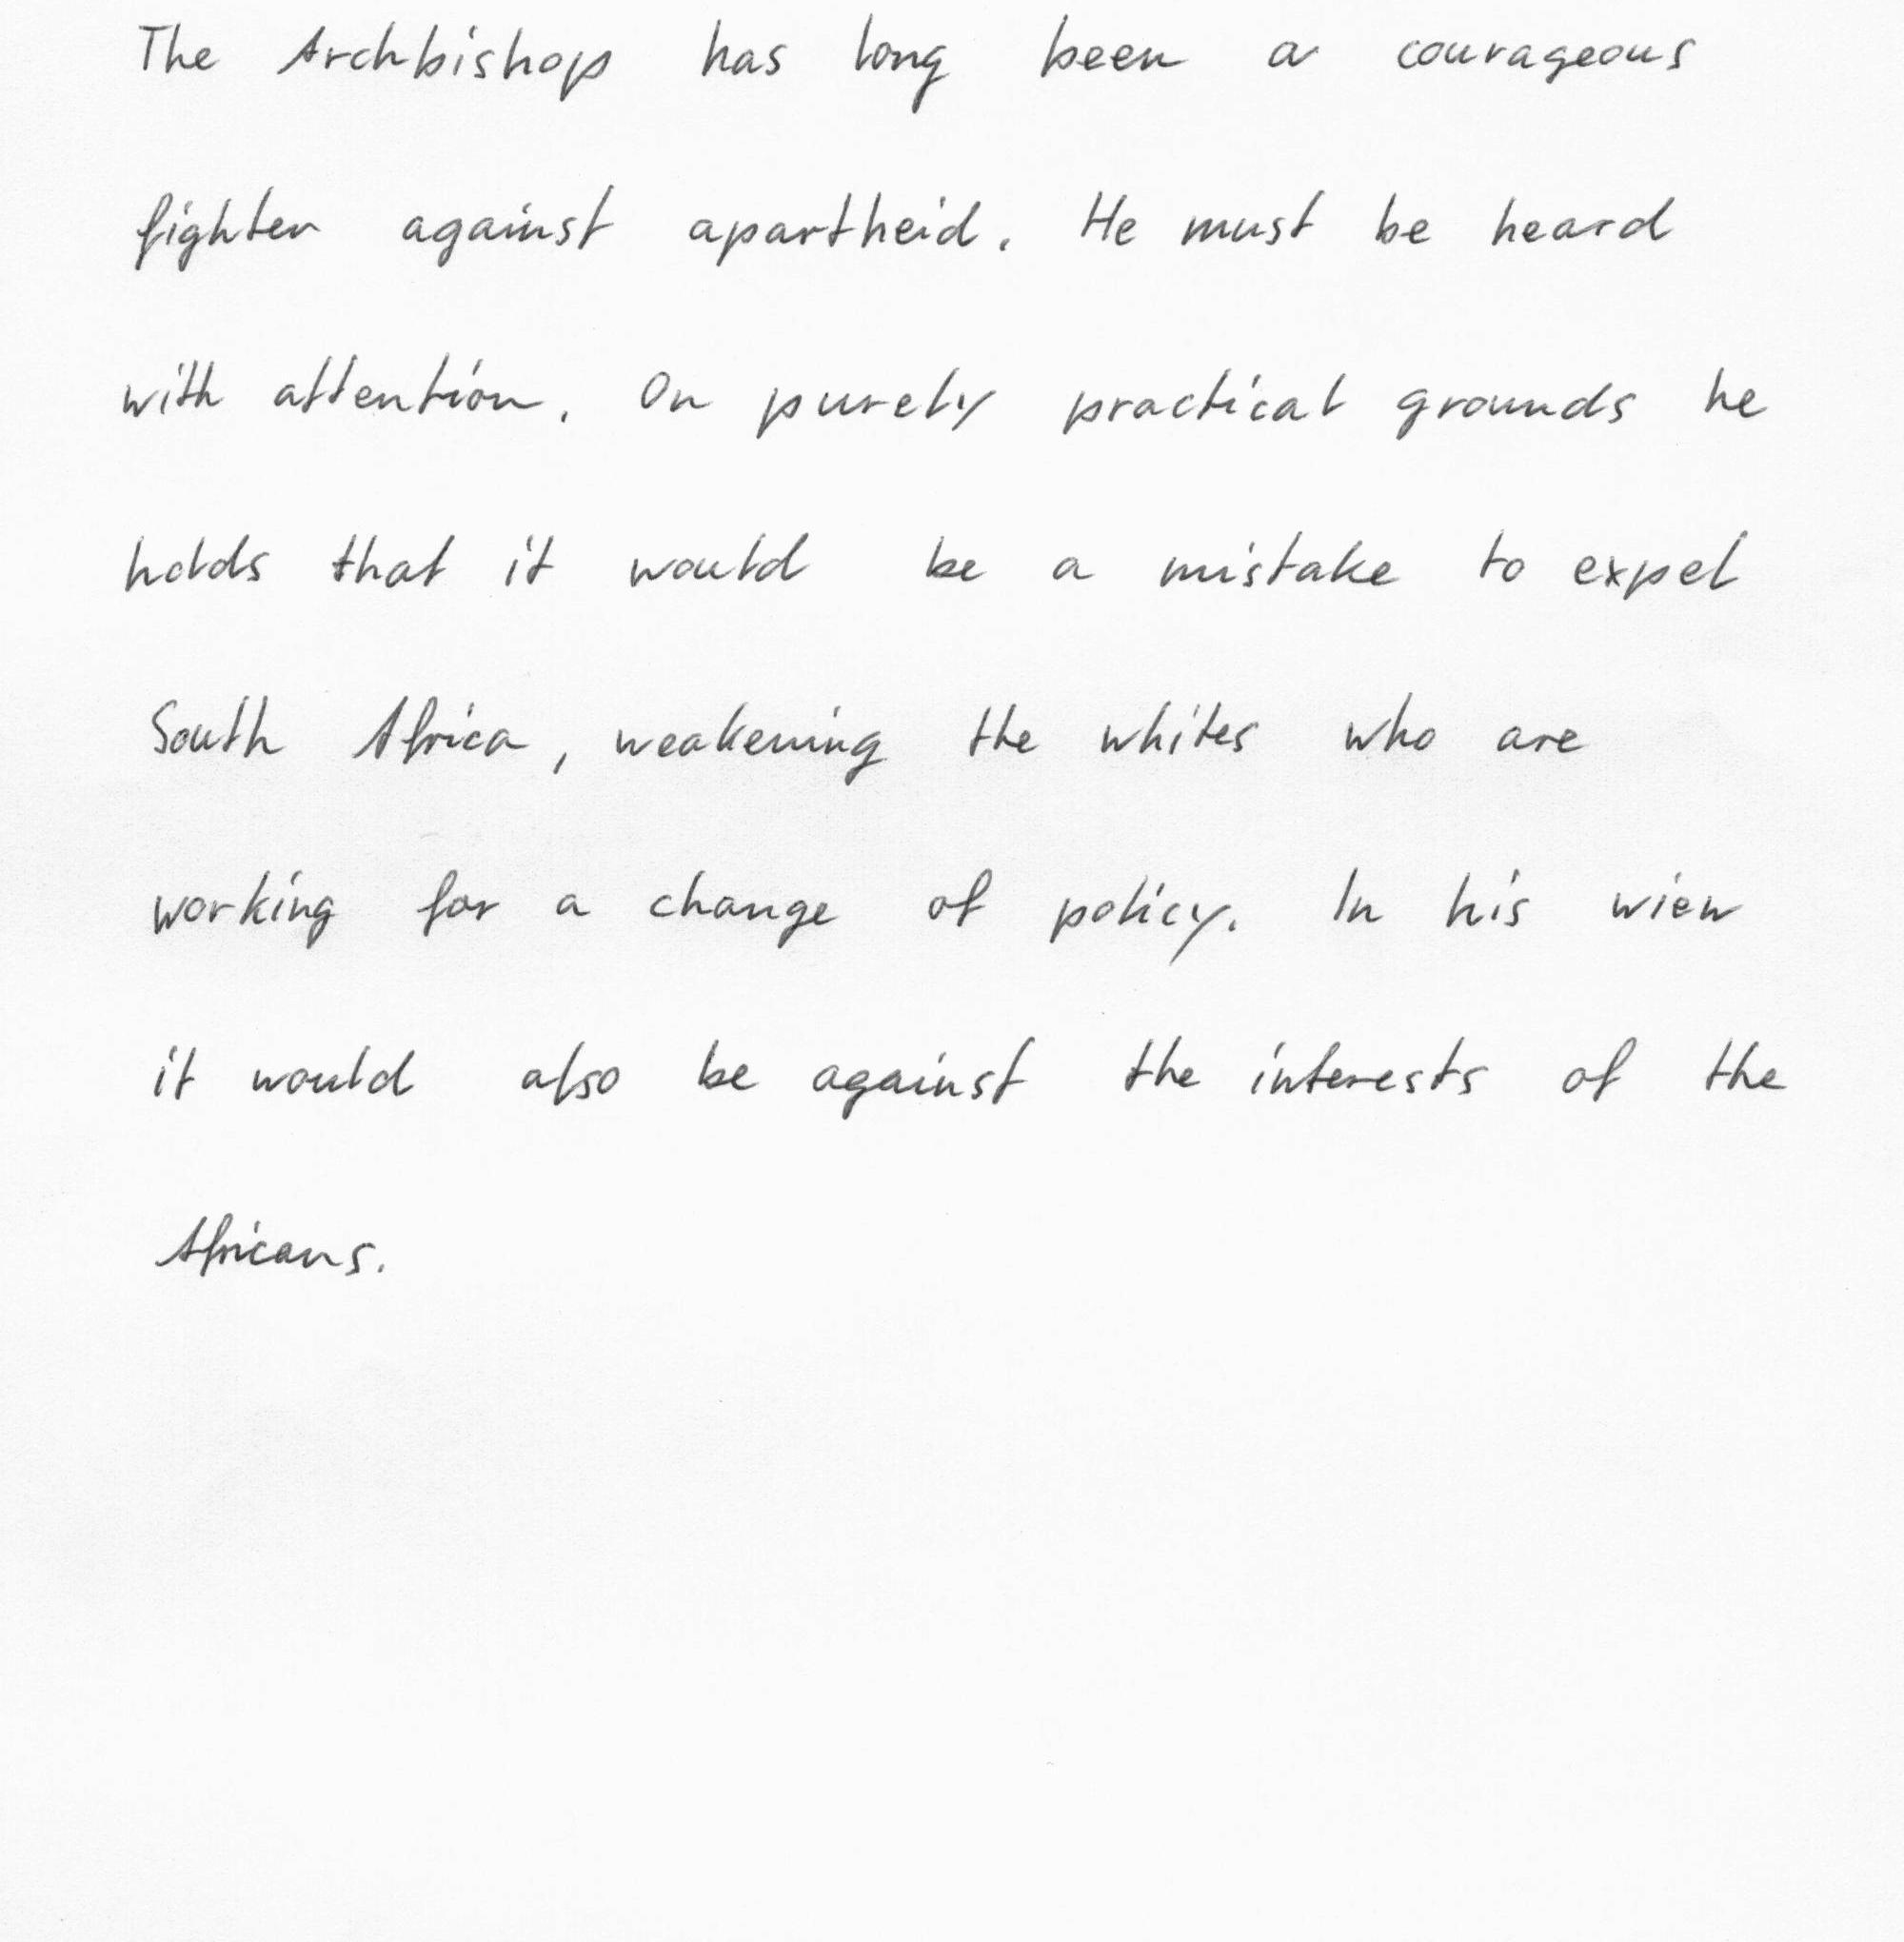 The Archbishop has long been a courageous
fighter against apartheid. He must be heard
with attention. On purely practical grounds he
holds that it would be a mistake to expel
South Africa, weakening the whites who are
working for a change of policy. In his wiew
it would also be against the interests of the
Africans.